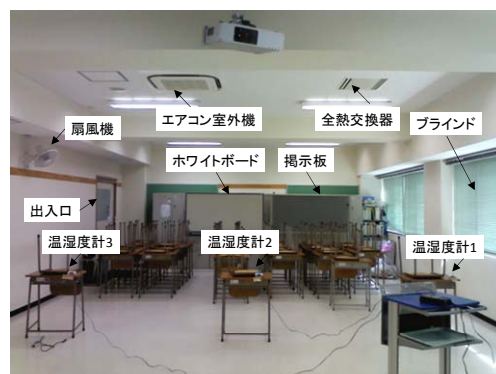 エアコン室外機
全熱交換器
ブラインド
扇風機
ホワイトボード
掲示板
出入口
温湿度計3
温湿度計2
温湿度計1